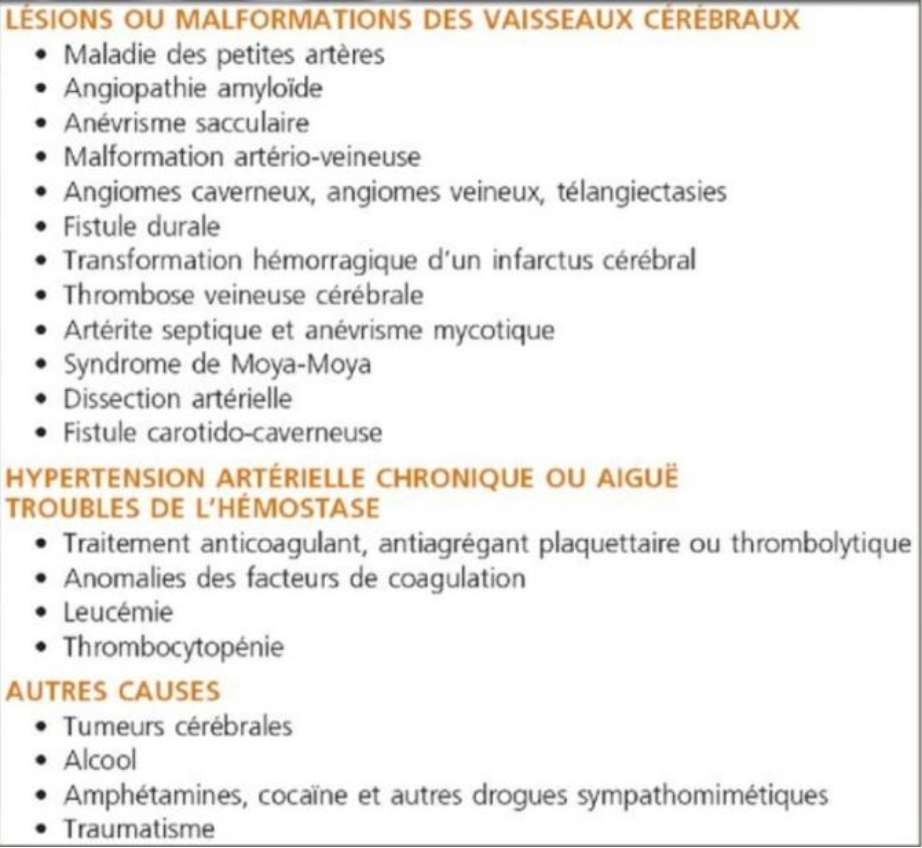 LÉSIONS OU MALFORMATIONS DES VAISSEAUX CÉRÉBRAUX
• Maladie des petites artères
• Angiopathie amyloïde
• Anévrisme sacculaire
• Malformation artério-veineuse
• Angiomes caverneux, angiomes veineux, télangiectasies
• Fistule durale
• Transformation hémorragique d'un infarctus cérébral
• Thrombose veineuse cérébrale
• Artérite septique et anévrisme mycotique
• Syndrome de Moya-Moya
• Dissection artérielle
• Fistule carotido-caverneuse
HYPERTENSION ARTÉRIELLE CHRONIQUE OU AIGUË
TROUBLES DE L'HÉMOSTASE
• Traitement anticoagulant, antiagrégant plaquettaire ou thrombolytique
• Anomalies des facteurs de coagulation
• Leucémie
• Thrombocytopénie
AUTRES CAUSES
• Tumeurs cérébrales
• Alcool
• Amphétamines, cocaïne et autres drogues sympathomimétiques
• Traumatisme